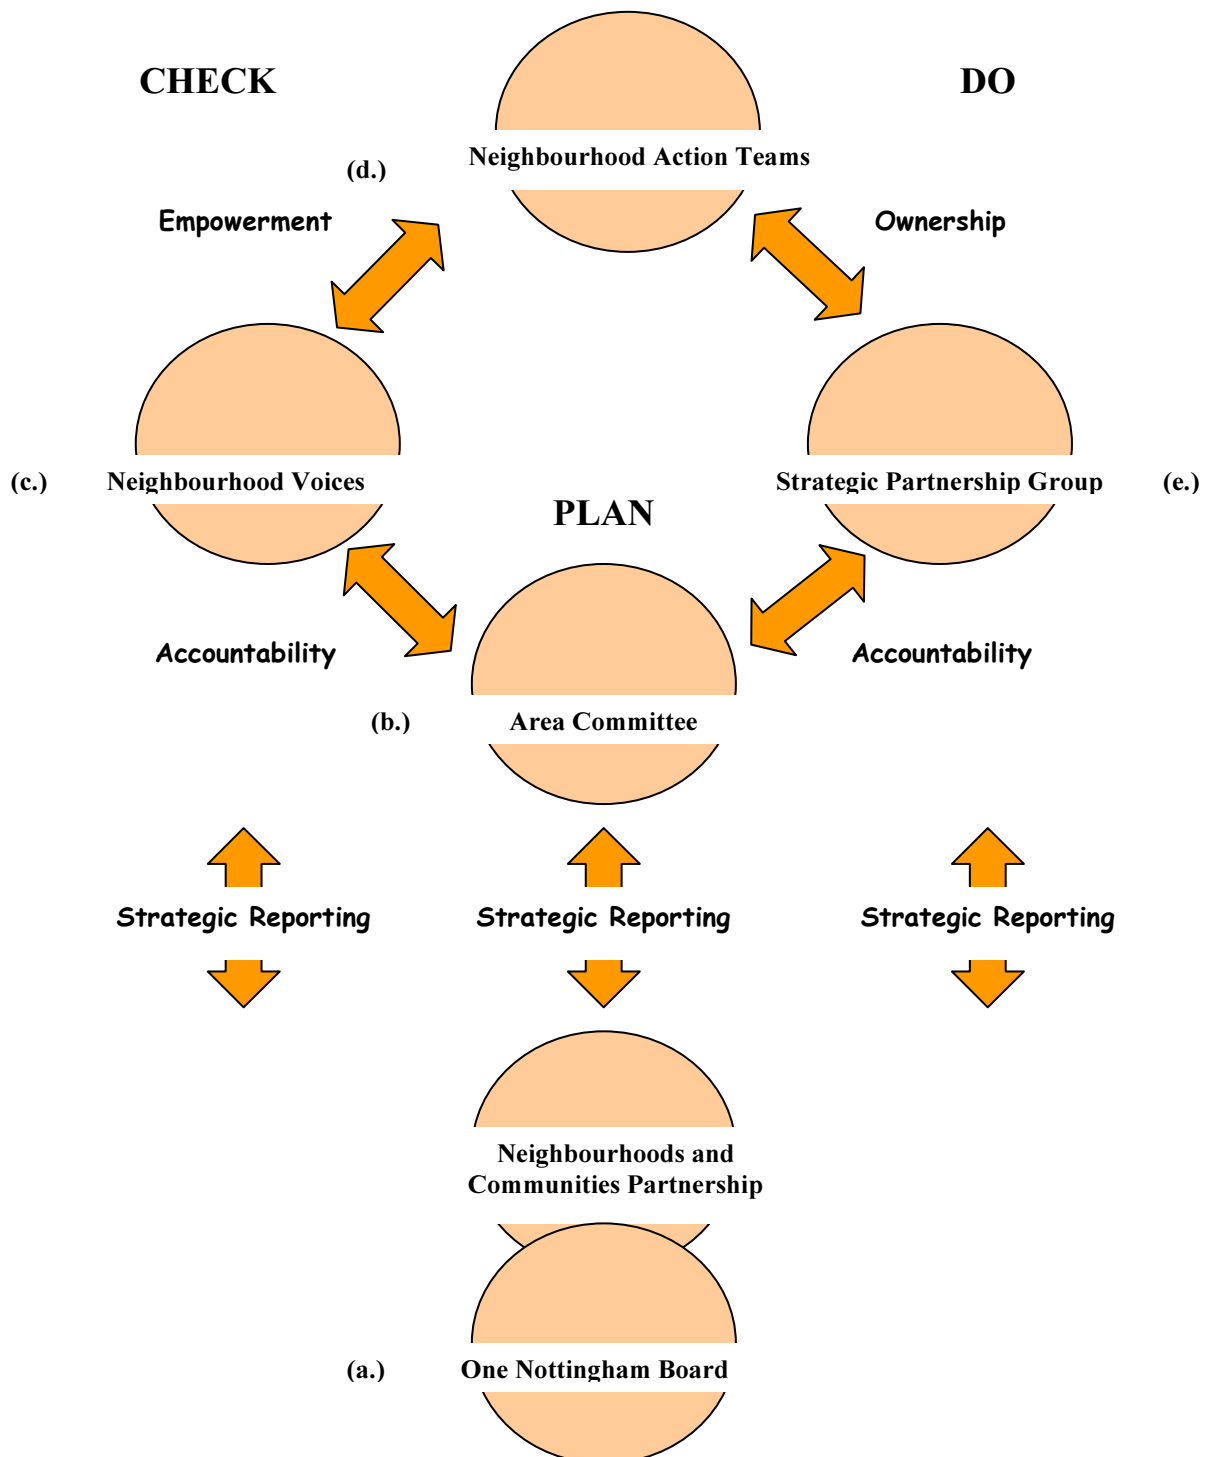 CHECK
DO
Neighbourhood Action Teams
(d.)
Empowerment
Ownership
(c.)
Neighbourhood Voices
Strategic Partnership Group
(e.)
PLAN
Accountability
Accountability
(b.)
Area Committee
Strategic Reporting
Strategic Reporting
Strategic Reporting
Neighbourhoods and
Communities Partnership
(a.)
One Nottingham Board